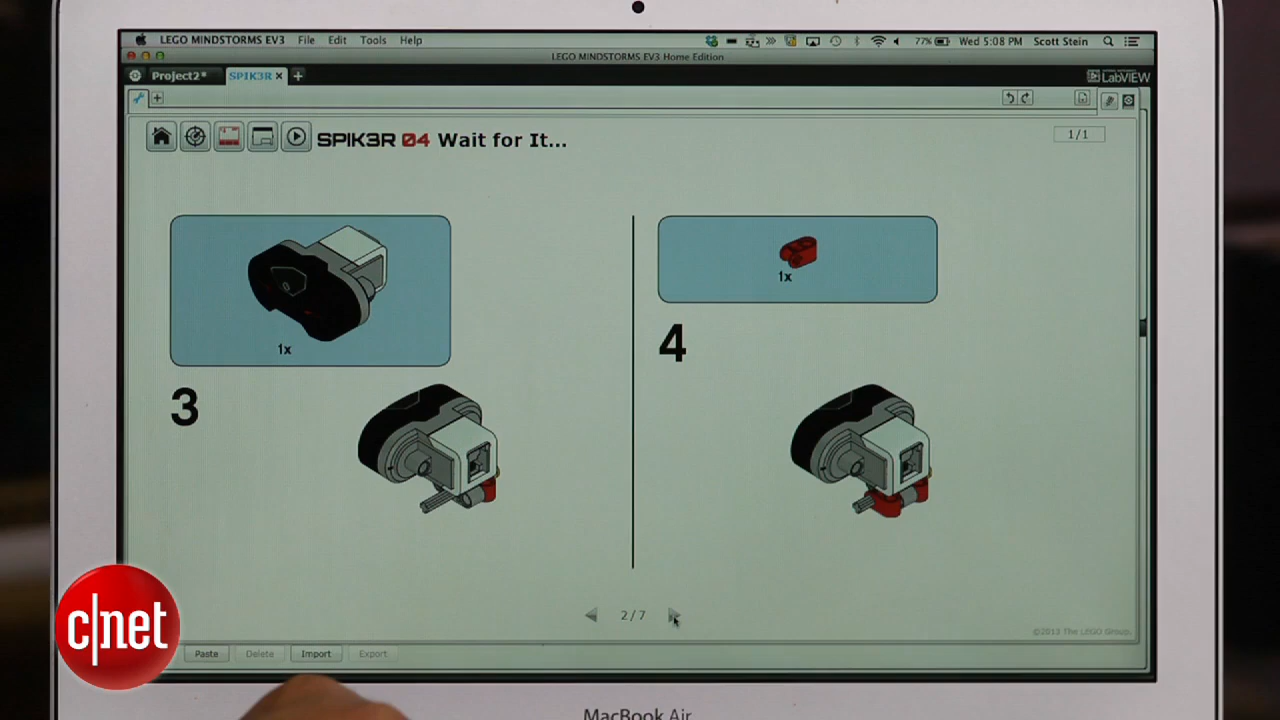 LEGO MINDSTORMS EV3 File Edit Tools Help 77% Wed 5:08 PM Scott Stein
LEGO MINDSTORMS EV3 Home Edition
Project2* SPIK3R × + LabVIEW
SPIK3R 04 Wait for It... 1/1
1x
3
1x
4
2 / 7
©2013 The LEGO Group.
Paste Delete Import Export
c|net
MacBook Air